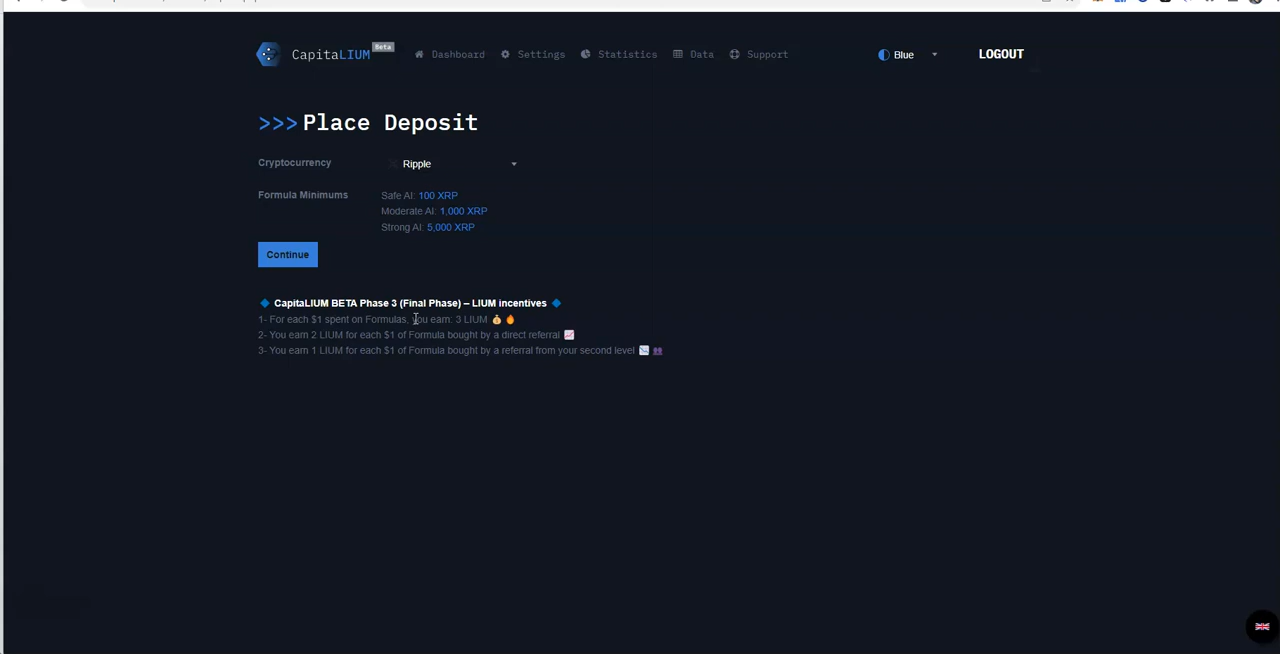 CapitaLIUM Beta Dashboard Settings Statistics Data Support Blue LOGOUT
>>> Place Deposit
Cryptocurrency Ripple
Formula Minimums Safe AI: 100 XRP
Moderate AI: 1,000 XRP
Strong AI: 5,000 XRP
Continue
CapitaLIUM BETA Phase 3 (Final Phase) – LIUM incentives
1- For each $1 spent on Formulas, you earn: 3 LIUM
2- You earn 2 LIUM for each $1 of Formula bought by a direct referral
3- You earn 1 LIUM for each $1 of Formula bought by a referral from your second level